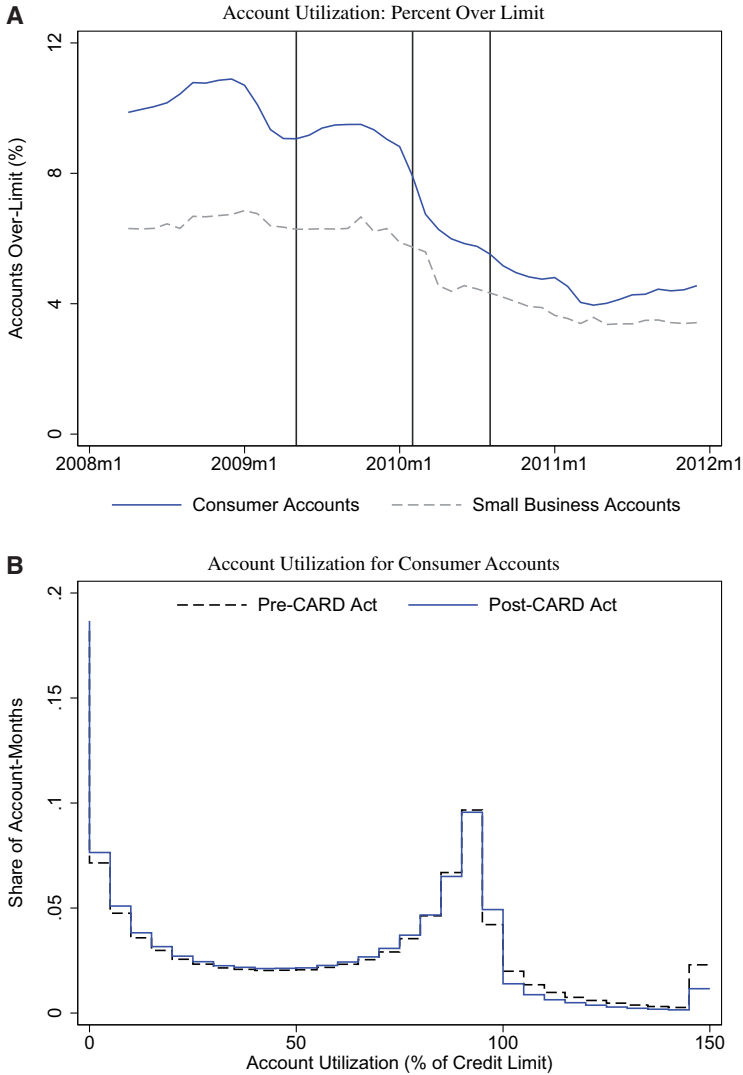 A
Account Utilization: Percent Over Limit
Accounts Over-Limit (%)
12
8
4
0
2008m1 2009m1 2010m1 2011m1 2012m1
Consumer Accounts Small Business Accounts
B
Account Utilization for Consumer Accounts
Pre-CARD Act Post-CARD Act
Share of Account-Months
.2
.15
.1
.05
0
0 50 100 150
Account Utilization (% of Credit Limit)